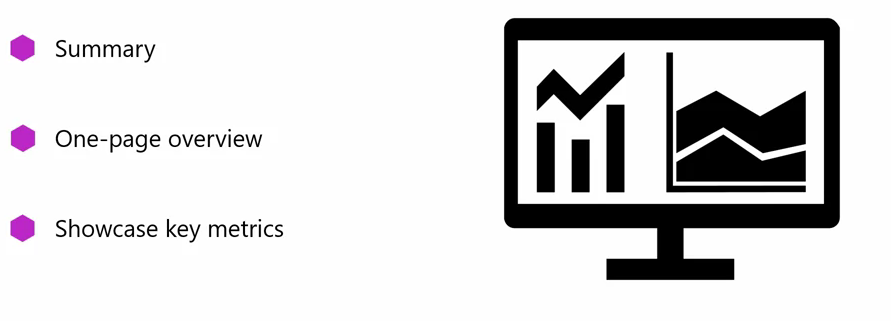 Summary
One-page overview
Showcase key metrics